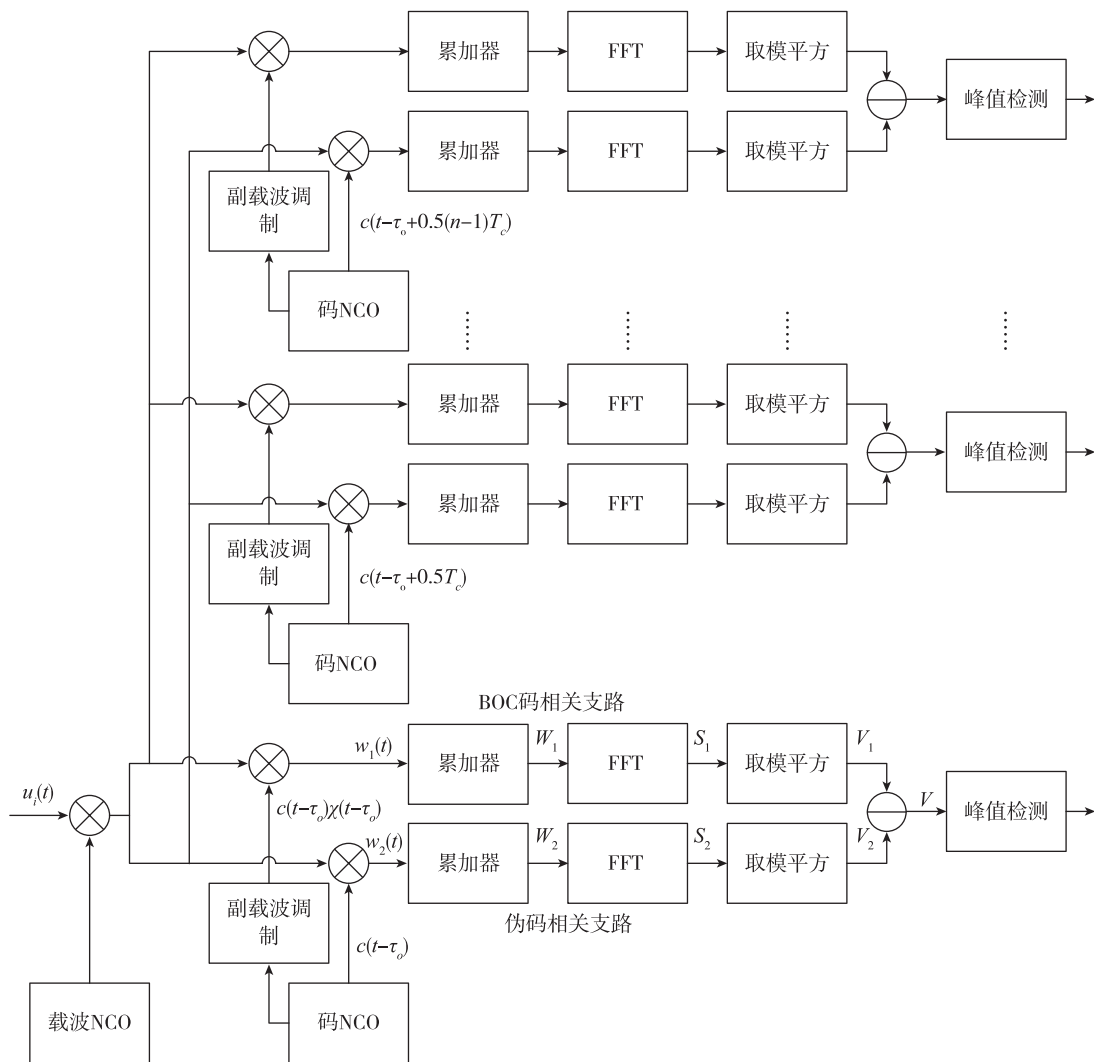 累加器 FFT 取模平方
峰值检测
累加器 FFT 取模平方
副载波调
制
c(t−τₒ+0.5(n−1)T_c)
码NCO
⋮ ⋮ ⋮ ⋮
累加器 FFT 取模平方
峰值检测
累加器 FFT 取模平方
副载波调
制
c(t−τₒ+0.5T_c)
码NCO
BOC码相关支路
w₁(t) 累加器 W₁ FFT S₁ 取模平方 V₁
uᵢ(t)
c(t−τₒ)χ(t−τₒ)
V 峰值检测
w₂(t) 累加器 W₂ FFT S₂ 取模平方 V₂
副载波调
制
伪码相关支路
c(t−τₒ)
载波NCO 码NCO